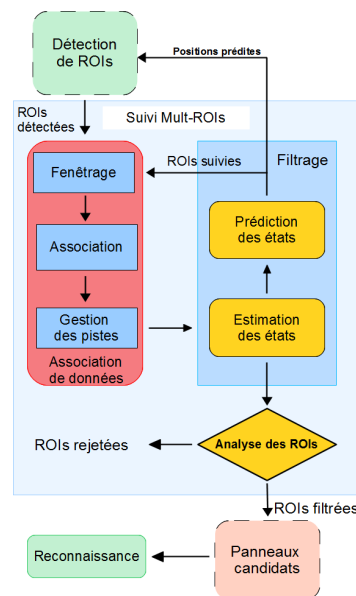 Détection
de ROIs
Positions prédites
ROIs
détectées
Suivi Mult-ROIs
ROIs suivies
Filtrage
Fenêtrage
Prédiction
des états
Association
Gestion
des pistes
Estimation
des états
Association
de données
Analyse des ROIs
ROIs rejetées
ROIs filtrées
Reconnaissance
Panneaux
candidats